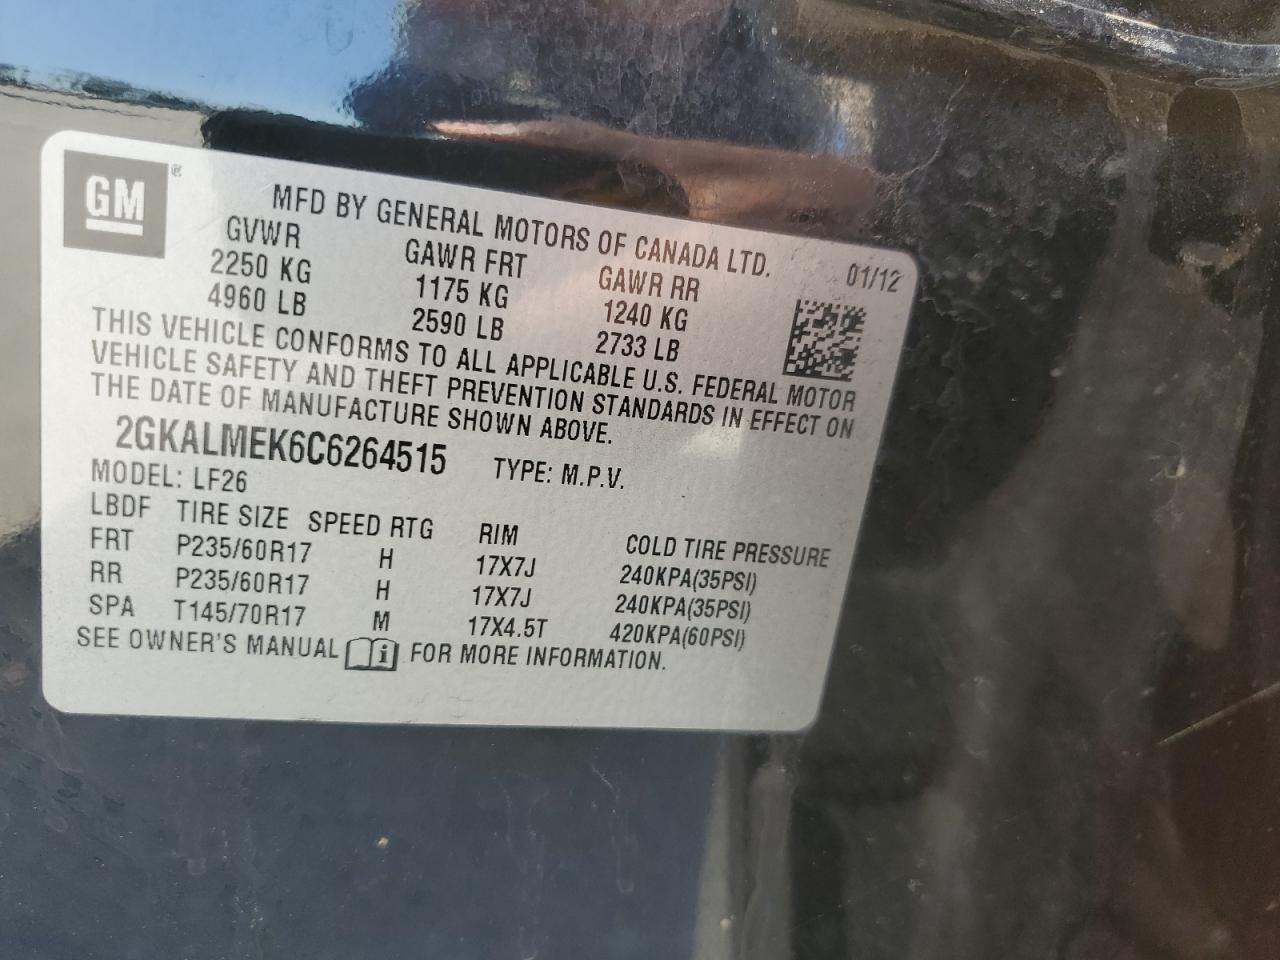 GM ®
MFD BY GENERAL MOTORS OF CANADA LTD.
01/12
GVWR GAWR FRT GAWR RR
2250 KG 1175 KG 1240 KG
4960 LB 2590 LB 2733 LB
THIS VEHICLE CONFORMS TO ALL APPLICABLE U.S. FEDERAL MOTOR
VEHICLE SAFETY AND THEFT PREVENTION STANDARDS IN EFFECT ON
THE DATE OF MANUFACTURE SHOWN ABOVE.
2GKALMEK6C6264515 TYPE: M.P.V.
MODEL: LF26
LBDF TIRE SIZE SPEED RTG RIM COLD TIRE PRESSURE
FRT P235/60R17 H 17X7J 240KPA(35PSI)
RR P235/60R17 H 17X7J 240KPA(35PSI)
SPA T145/70R17 M 17X4.5T 420KPA(60PSI)
SEE OWNER'S MANUAL i FOR MORE INFORMATION.